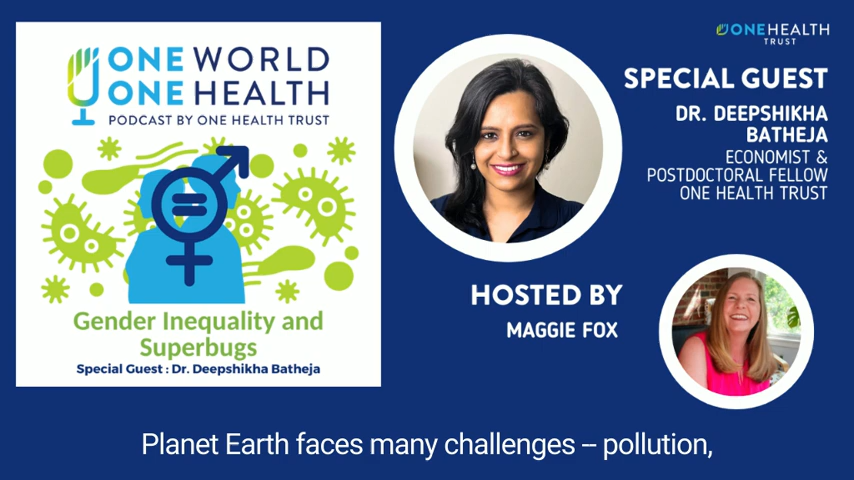 ONE WORLD
ONE HEALTH
PODCAST BY ONE HEALTH TRUST
Gender Inequality and
Superbugs
Special Guest : Dr. Deepshikha Batheja
ONEHEALTH
TRUST
SPECIAL GUEST
DR. DEEPSHIKHA
BATHEJA
ECONOMIST &
POSTDOCTORAL FELLOW
ONE HEALTH TRUST
HOSTED BY
MAGGIE FOX
Planet Earth faces many challenges – pollution,